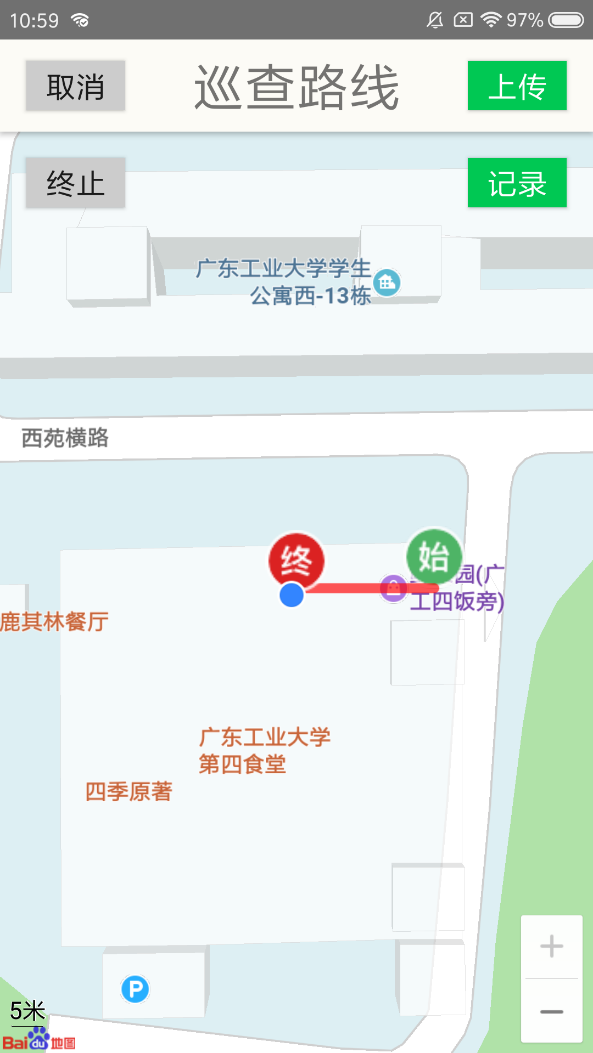 10:59
97%
取消
巡查路线
上传
终止
记录
广东工业大学学生
公寓西-13栋
西苑横路
终
始
园(广
工四饭旁)
鹿其林餐厅
广东工业大学
第四食堂
四季原著
P
+
−
5米
Bai du 地图